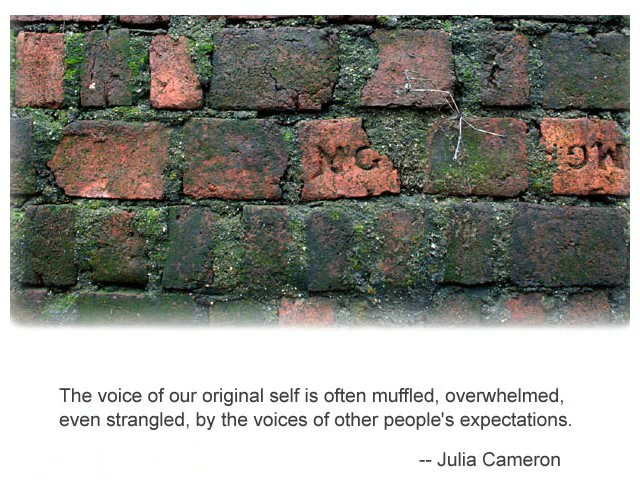 MG
The voice of our original self is often muffled, overwhelmed,
even strangled, by the voices of other people's expectations.
-- Julia Cameron